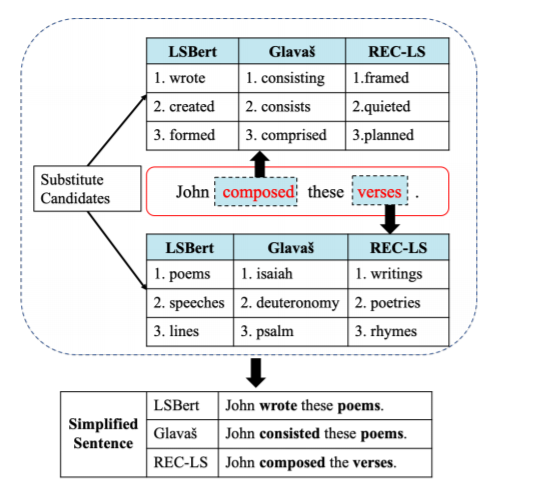 LSBert Glavaš REC-LS
1. wrote 1. consisting 1.framed
2. created 2. consists 2.quieted
3. formed 3. comprised 3.planned
Substitute
Candidates
John composed these verses .
LSBert Glavaš REC-LS
1. poems 1. isaiah 1. writings
2. speeches 2. deuteronomy 2. poetries
3. lines 3. psalm 3. rhymes
Simplified
Sentence
LSBert John wrote these poems.
Glavaš John consisted these poems.
REC-LS John composed the verses.